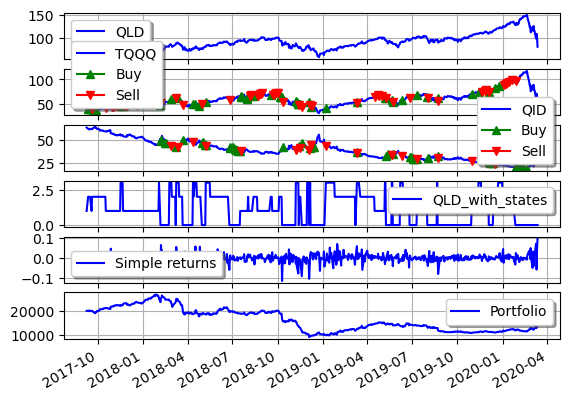 150
100
QLD
TQQQ
Buy
Sell
100
50
QID
Buy
Sell
50
25
2.5
0.0
QLD_with_states
0.1
0.0
-0.1
Simple returns
20000
10000
Portfolio
2017-10
2018-01
2018-04
2018-07
2018-10
2019-01
2019-04
2019-07
2019-10
2020-01
2020-04